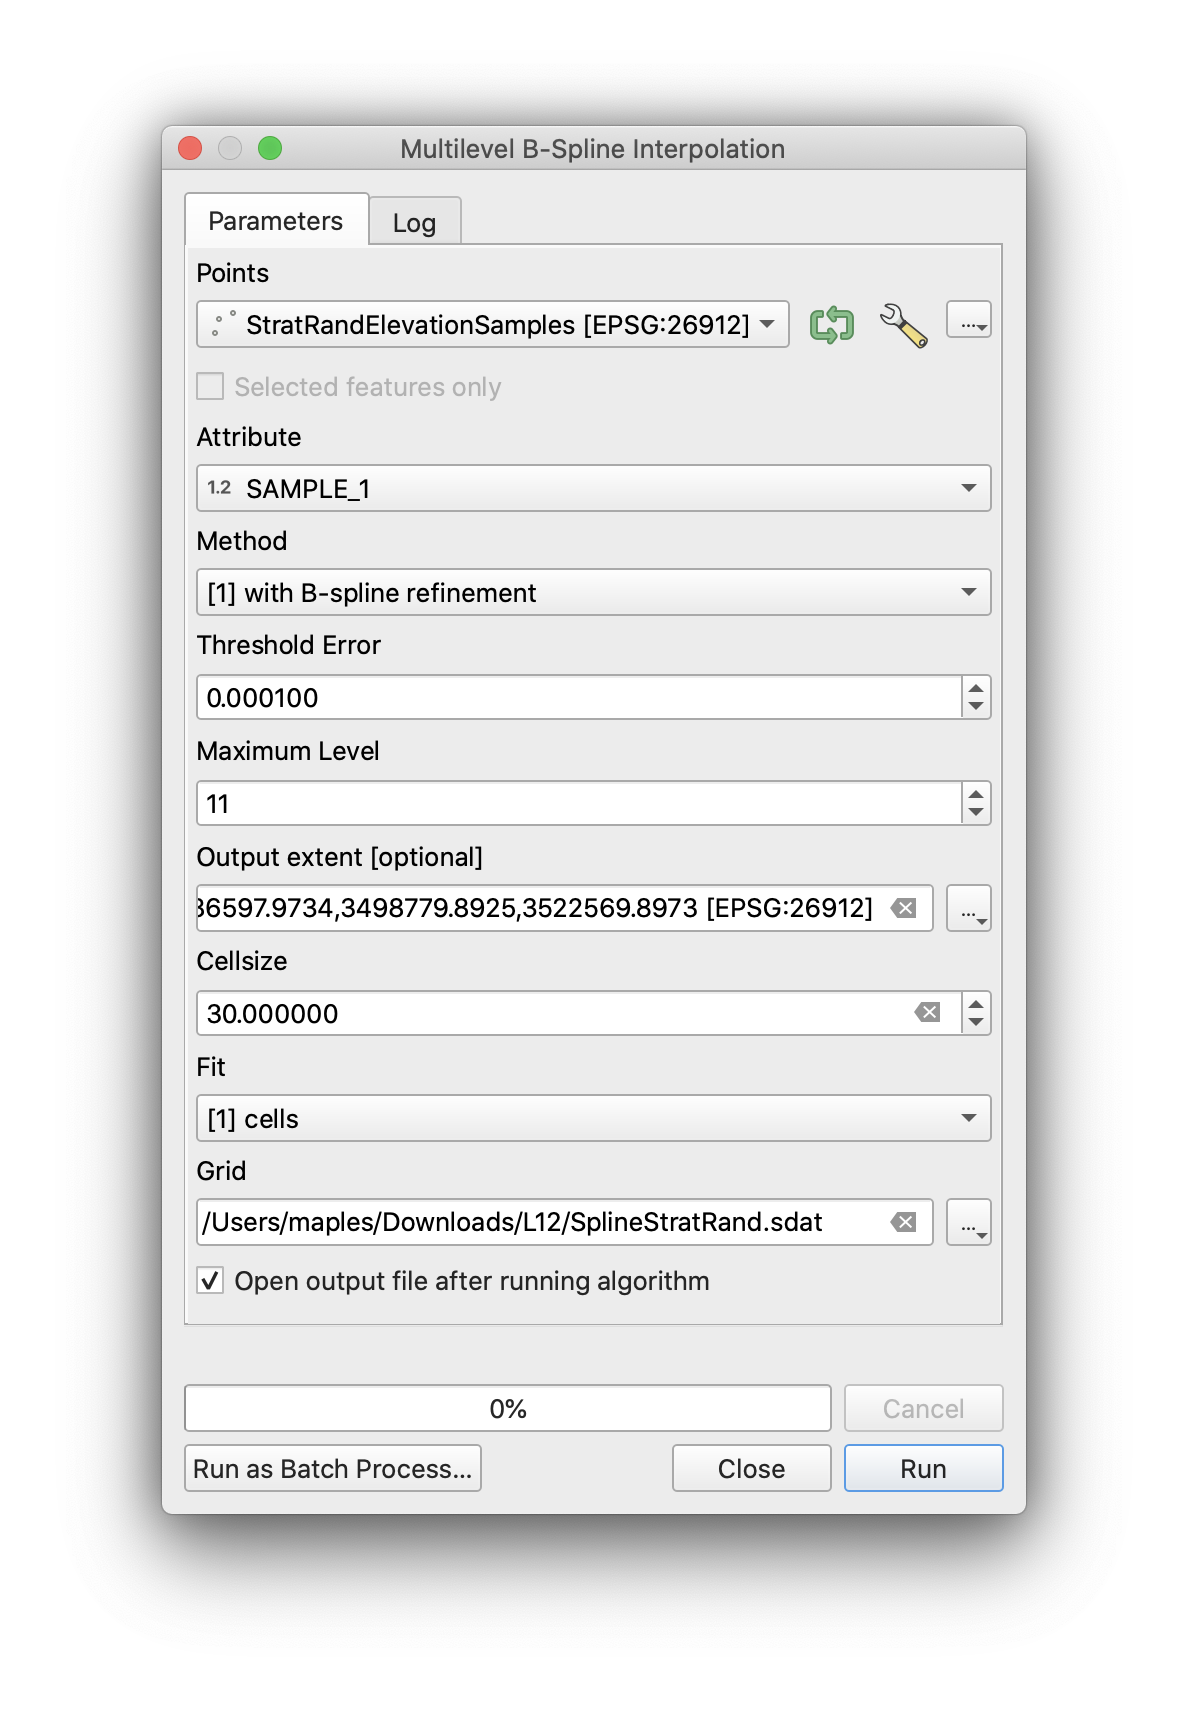 Multilevel B-Spline Interpolation
Parameters
Log
Points
StratRandElevationSamples [EPSG:26912]
...
Selected features only
Attribute
1.2 SAMPLE_1
Method
[1] with B-spline refinement
Threshold Error
0.000100
Maximum Level
11
Output extent [optional]
36597.9734,3498779.8925,3522569.8973 [EPSG:26912]
...
Cellsize
30.000000
Fit
[1] cells
Grid
/Users/maples/Downloads/L12/SplineStratRand.sdat
...
Open output file after running algorithm
0%
Cancel
Run as Batch Process...
Close
Run